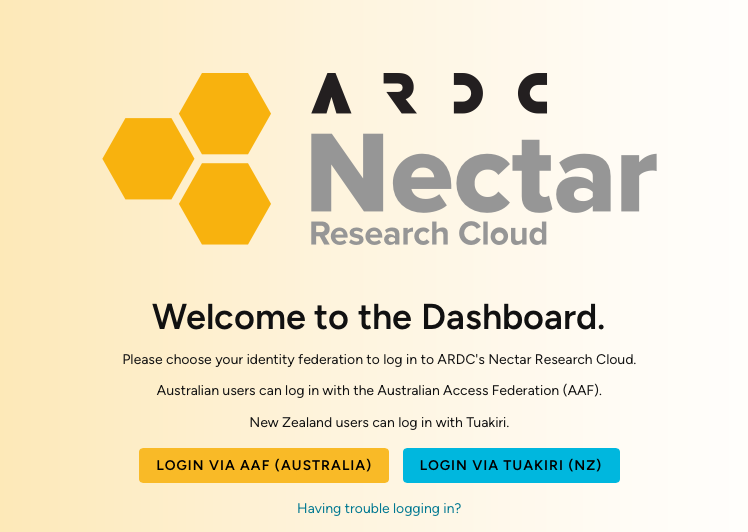 ARDC
Nectar
Research Cloud
Welcome to the Dashboard.
Please choose your identity federation to log in to ARDC's Nectar Research Cloud.
Australian users can log in with the Australian Access Federation (AAF).
New Zealand users can log in with Tuakiri.
LOGIN VIA AAF (AUSTRALIA) LOGIN VIA TUAKIRI (NZ)
Having trouble logging in?